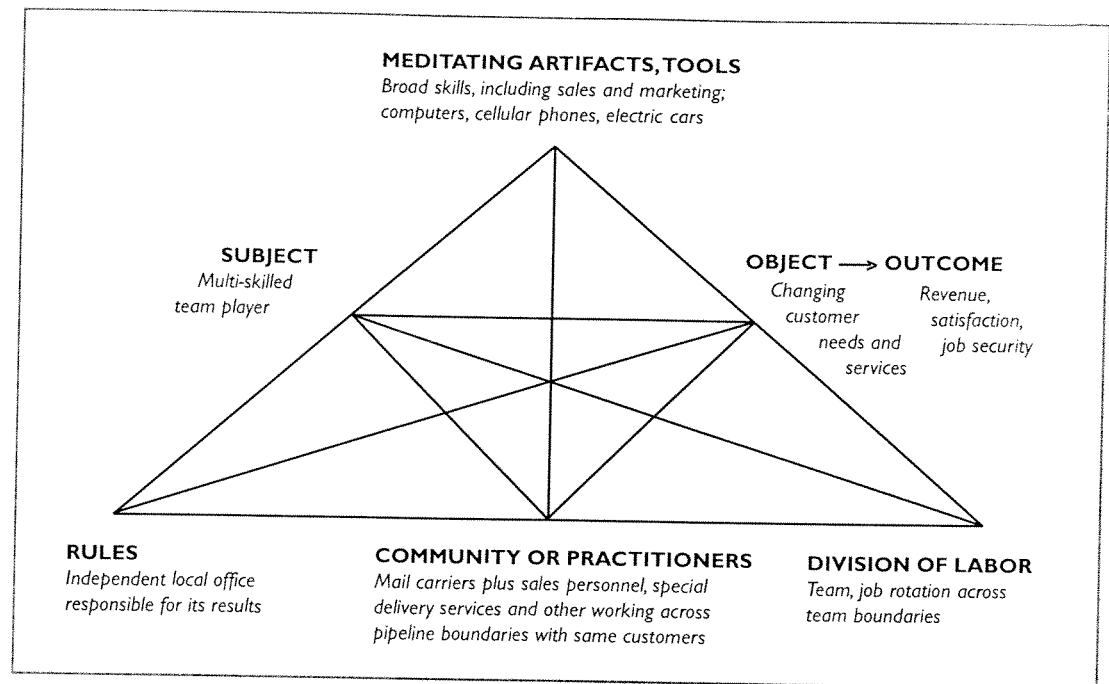 MEDITATING ARTIFACTS, TOOLS
Broad skills, including sales and marketing;
computers, cellular phones, electric cars
SUBJECT
Multi-skilled
team player
OBJECT → OUTCOME
Changing
customer
needs and
services
Revenue,
satisfaction,
job security
RULES
Independent local office
responsible for its results
COMMUNITY OR PRACTITIONERS
Mail carriers plus sales personnel, special
delivery services and other working across
pipeline boundaries with same customers
DIVISION OF LABOR
Team, job rotation across
team boundaries